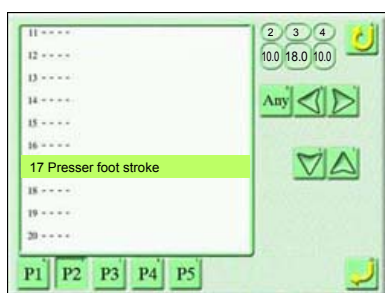 11 - - - -
12 - - - -
13 - - - -
14 - - - -
15 - - - -
16 - - - -
17 Presser foot stroke
18 - - - -
19 - - - -
20 - - - -
2 3 4
10.0 18.0 10.0
Any
P1 P2 P3 P4 P5